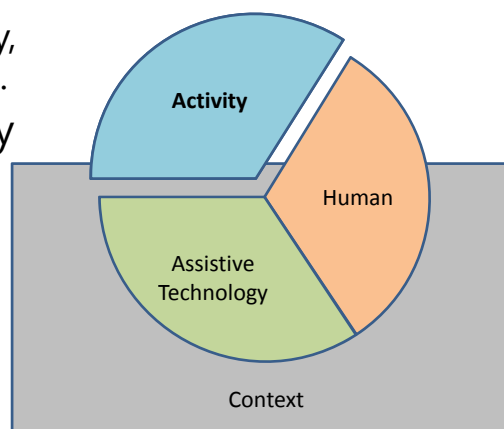 y,
.
y
Activity
Human
Assistive
Technology
Context